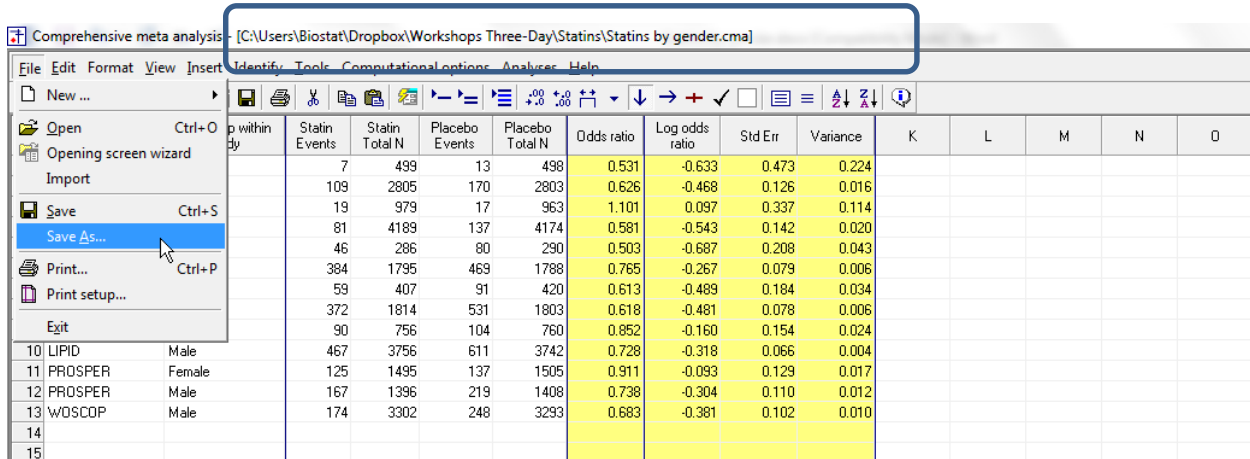 Comprehensive meta analysis - [C:\Users\Biostat\Dropbox\Workshops Three-Day\Statins\Statins by gender.cma]
File Edit Format View Insert Identify Tools Computational options Analyses Help
New ...
Open Ctrl+O
Opening screen wizard
Import
Save Ctrl+S
Save As...
Print... Ctrl+P
Print setup...
Exit
p within dy Statin Events Statin Total N Placebo Events Placebo Total N Odds ratio Log odds ratio Std Err Variance K L M N O
7 499 13 498 0.531 -0.633 0.473 0.224
109 2805 170 2803 0.626 -0.468 0.126 0.016
19 979 17 963 1.101 0.097 0.337 0.114
81 4189 137 4174 0.581 -0.543 0.142 0.020
46 286 80 290 0.503 -0.687 0.208 0.043
384 1795 469 1788 0.765 -0.267 0.079 0.006
59 407 91 420 0.613 -0.489 0.184 0.034
372 1814 531 1803 0.618 -0.481 0.078 0.006
90 756 104 760 0.852 -0.160 0.154 0.024
10 LIPID Male 467 3756 611 3742 0.728 -0.318 0.066 0.004
11 PROSPER Female 125 1495 137 1505 0.911 -0.093 0.129 0.017
12 PROSPER Male 167 1396 219 1408 0.738 -0.304 0.110 0.012
13 WOSCOP Male 174 3302 248 3293 0.683 -0.381 0.102 0.010
14
15